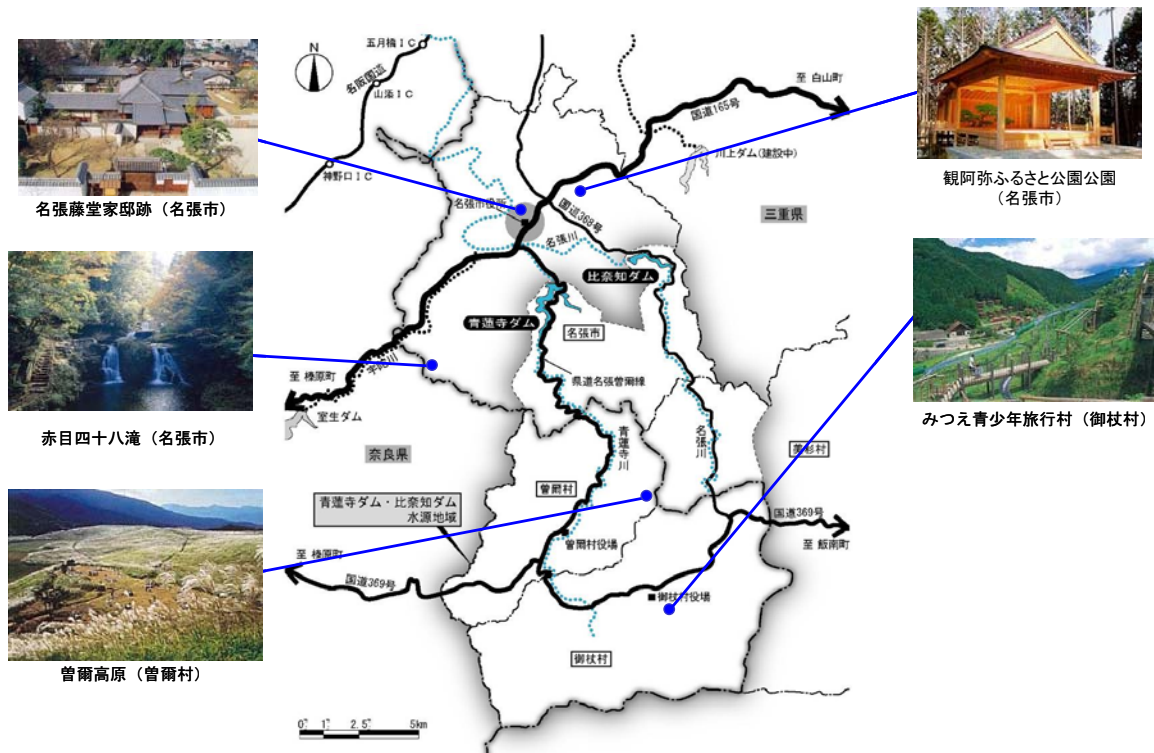 名張藤堂家邸跡（名張市）
赤目四十八滝（名張市）
曽爾高原（曽爾村）
観阿弥ふるさと公園公園
（名張市）
みつえ青少年旅行村（御杖村）
N
五月橋IC
名阪国道
山添IC
神野口IC
至 白山町
国道165号
川上ダム(建設中)
三重県
名張市役所
国道368号
名張川
比奈知ダム
青蓮寺ダム
名張市
県道名張曽爾線
宇陀川
至 榛原町
室生ダム
奈良県
青蓮寺川
名張川
美杉村
曽爾村
青蓮寺ダム・比奈知ダム
水源地域
曽爾村役場
国道369号
至 飯南町
至 榛原町
国道369号
御杖村役場
御杖村
0 1 2.5 5km